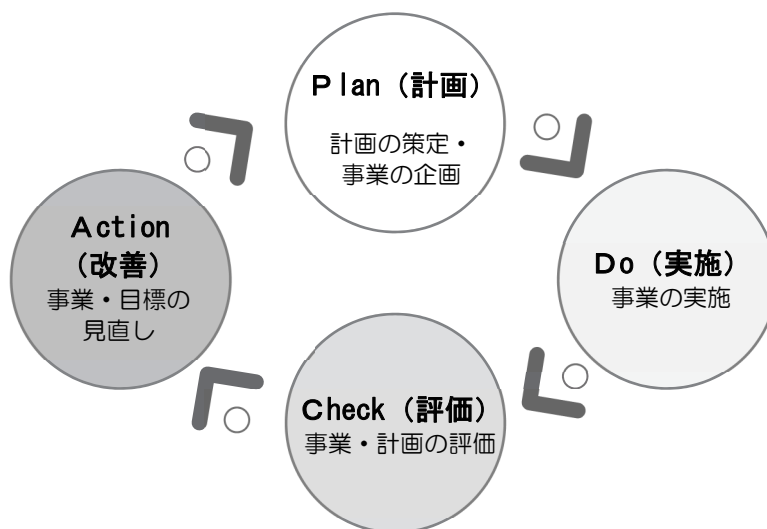 Plan（計画）
計画の策定・
事業の企画
Do（実施）
事業の実施
Check（評価）
事業・計画の評価
Action
（改善）
事業・目標の
見直し